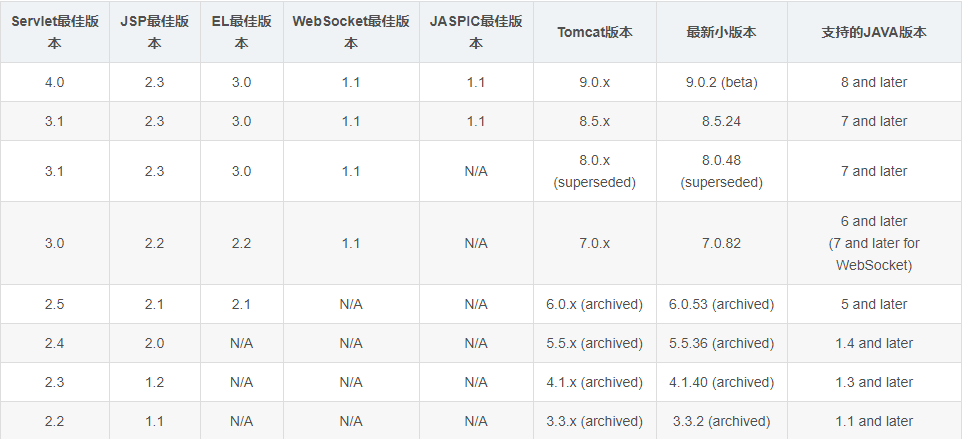 Servlet最佳版本 JSP最佳版本 EL最佳版本 WebSocket最佳版本 JASPIC最佳版本 Tomcat版本 最新小版本 支持的JAVA版本
4.0 2.3 3.0 1.1 1.1 9.0.x 9.0.2 (beta) 8 and later
3.1 2.3 3.0 1.1 1.1 8.5.x 8.5.24 7 and later
3.1 2.3 3.0 1.1 N/A 8.0.x (superseded) 8.0.48 (superseded) 7 and later
3.0 2.2 2.2 1.1 N/A 7.0.x 7.0.82 6 and later (7 and later for WebSocket)
2.5 2.1 2.1 N/A N/A 6.0.x (archived) 6.0.53 (archived) 5 and later
2.4 2.0 N/A N/A N/A 5.5.x (archived) 5.5.36 (archived) 1.4 and later
2.3 1.2 N/A N/A N/A 4.1.x (archived) 4.1.40 (archived) 1.3 and later
2.2 1.1 N/A N/A N/A 3.3.x (archived) 3.3.2 (archived) 1.1 and later